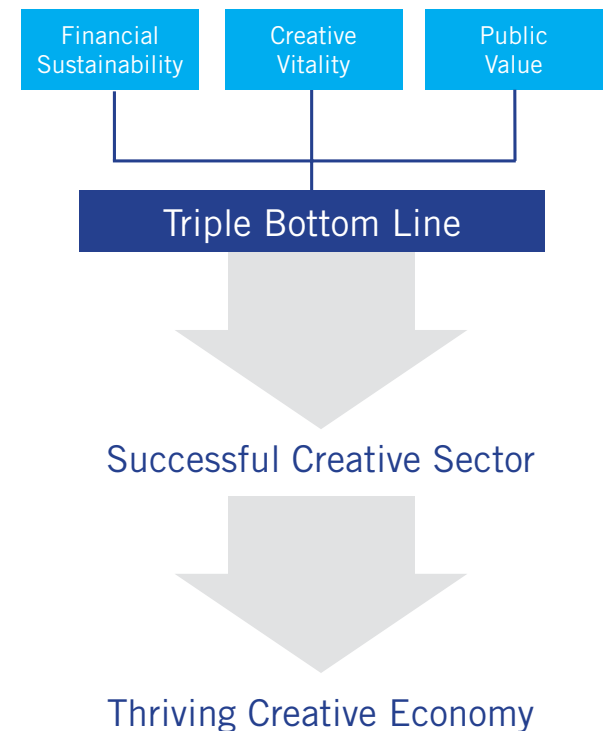 Financial
Sustainability
Creative
Vitality
Public
Value
Triple Bottom Line
Successful Creative Sector
Thriving Creative Economy